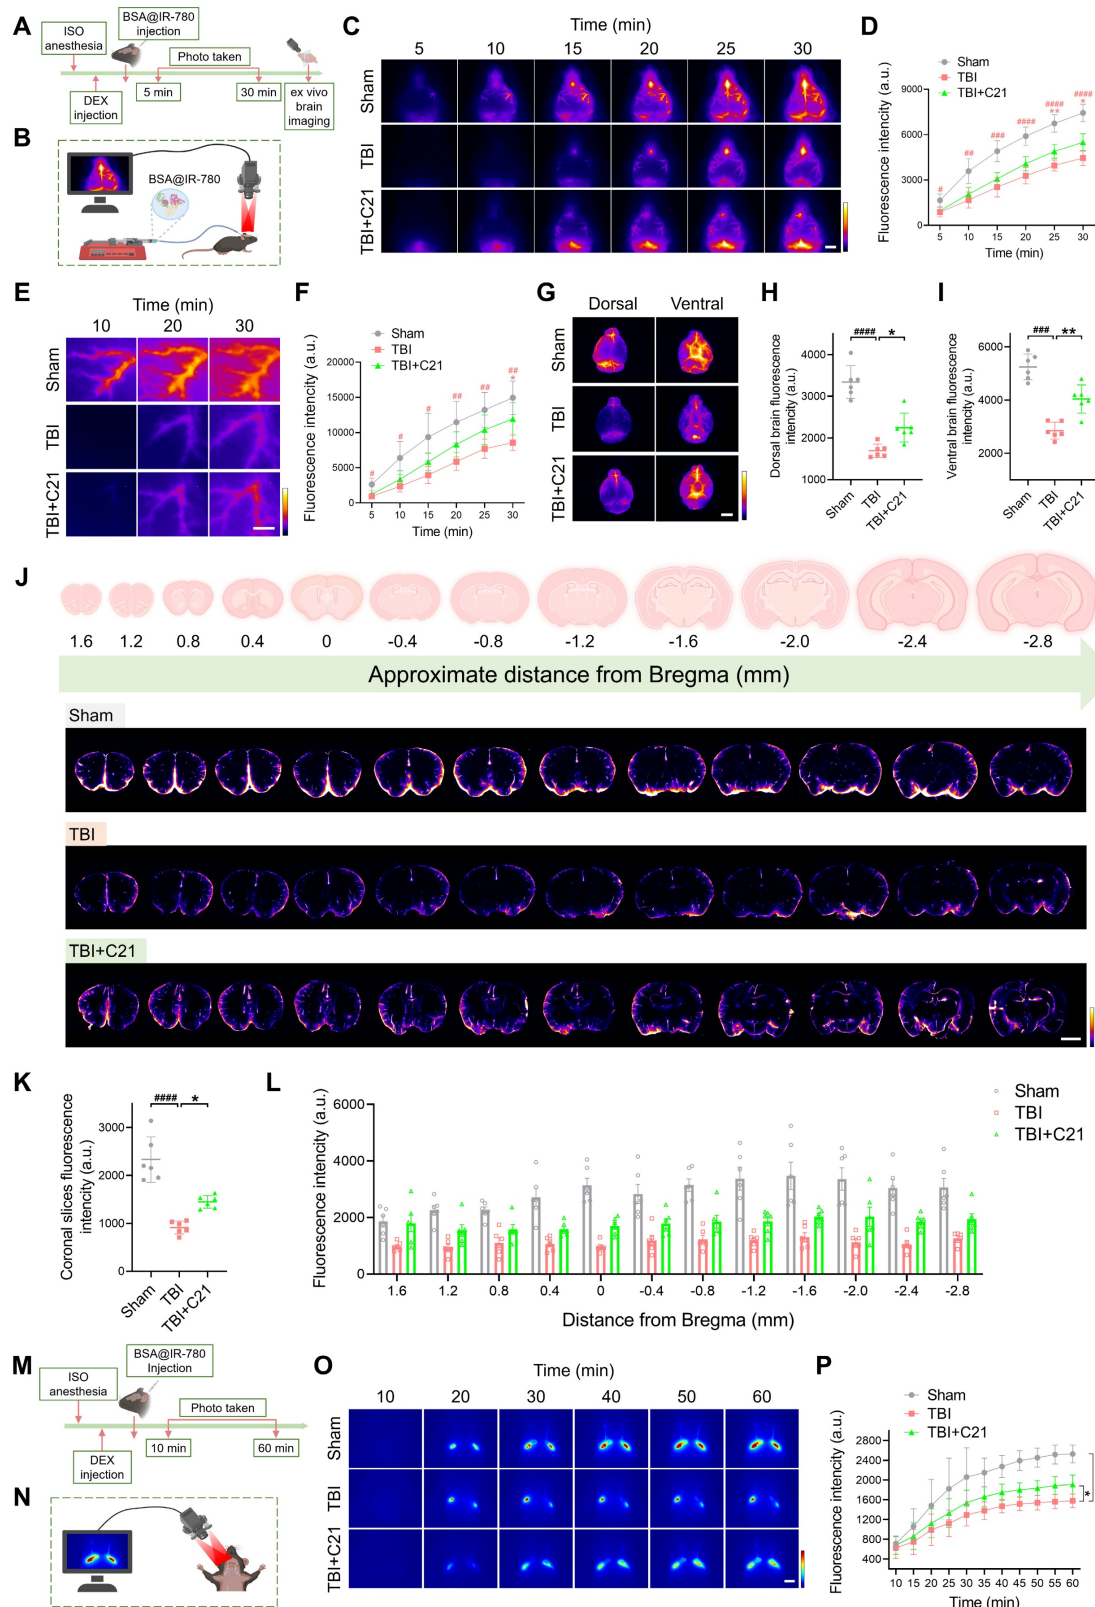 A
ISO
anesthesia
BSA@IR-780
injection
Photo taken
DEX
injection
5 min
30 min
ex vivo
brain
imaging
B
BSA@IR-780
C
Time (min)
5 10 15 20 25 30
Sham
TBI
TBI+C21
D
Sham
TBI
TBI+C21
Fluorescence intencity (a.u.)
9000
6000
3000
0
# ## ### #### #### ####
** *
5 10 15 20 25 30
Time (min)
E
Time (min)
10 20 30
Sham
TBI
TBI+C21
F
Sham
TBI
TBI+C21
Fluorescence intencity (a.u.)
20000
15000
10000
5000
0
# # # ## ## ##
*
5 10 15 20 25 30
Time (min)
G
Dorsal Ventral
Sham
TBI
TBI+C21
H
Dorsal brain fluorescence
intencity (a.u.)
#### *
4000
3000
2000
1000
Sham
TBI
TBI+C21
I
Ventral brain fluorescence
intencity (a.u.)
### **
6000
4000
2000
Sham
TBI
TBI+C21
J
1.6 1.2 0.8 0.4 0 -0.4 -0.8 -1.2 -1.6 -2.0 -2.4 -2.8
Approximate distance from Bregma (mm)
Sham
TBI
TBI+C21
K
Coronal slices fluorescence
intencity (a.u.)
#### *
3000
2000
1000
0
Sham
TBI
TBI+C21
L
Sham
TBI
TBI+C21
Fluorescence intencity (a.u.)
6000
4000
2000
0
1.6 1.2 0.8 0.4 0 -0.4 -0.8 -1.2 -1.6 -2.0 -2.4 -2.8
Distance from Bregma (mm)
M
ISO
anesthesia
BSA@IR-780
Injection
Photo taken
DEX
injection
10 min
60 min
N
O
Time (min)
10 20 30 40 50 60
Sham
TBI
TBI+C21
P
Sham
TBI
TBI+C21
Fluorescence intencity (a.u.)
2800
2400
2000
1600
1200
800
400
*
10 15 20 25 30 35 40 45 50 55 60
Time (min)